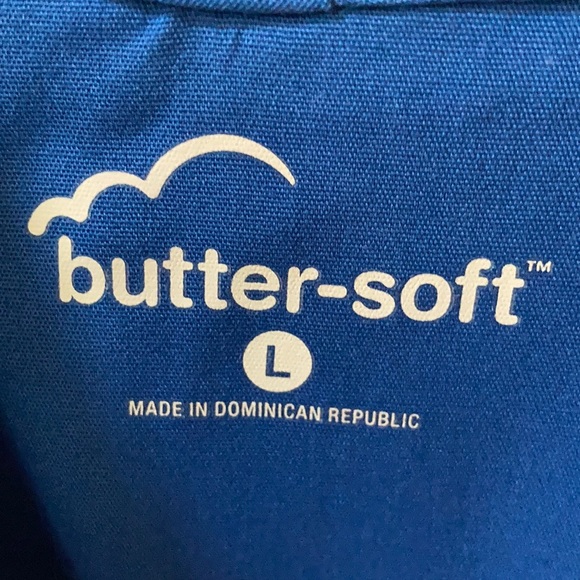 butter-soft™
L
MADE IN DOMINICAN REPUBLIC